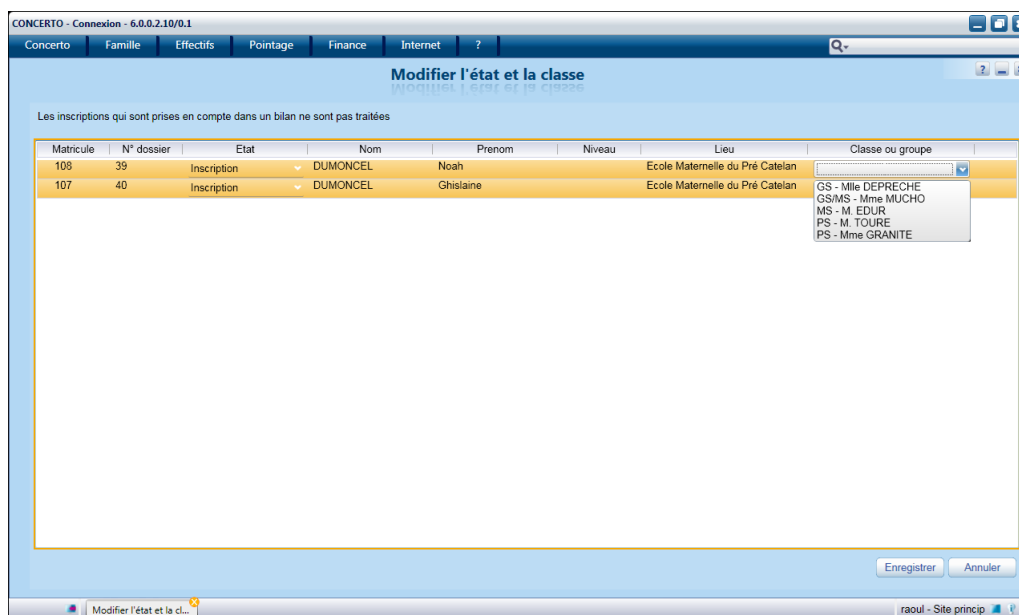 CONCERTO - Connexion - 6.0.0.2.10/0.1
Concerto Famille Effectifs Pointage Finance Internet ?
Modifier l'état et la classe
Les inscriptions qui sont prises en compte dans un bilan ne sont pas traitées
Matricule N° dossier Etat Nom Prenom Niveau Lieu Classe ou groupe
108 39 Inscription DUMONCEL Noah Ecole Maternelle du Pré Catelan
107 40 Inscription DUMONCEL Ghislaine Ecole Maternelle du Pré Catelan
GS - Mlle DEPRECHE
GS/MS - Mme MUCHO
MS - M. EDUR
PS - M. TOURE
PS - Mme GRANITE
Enregistrer Annuler
Modifier l'état et la cl... raoul - Site princip